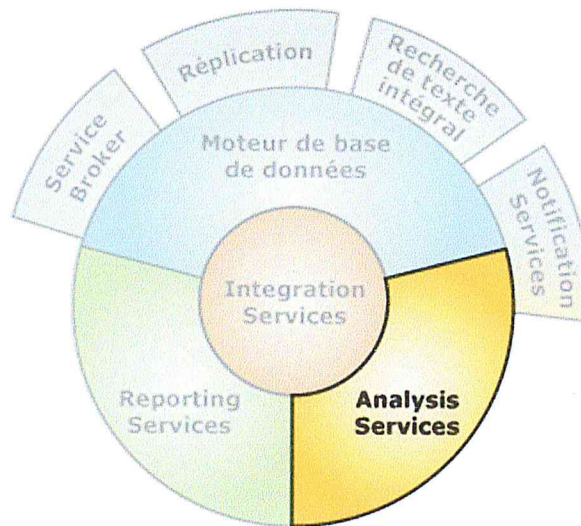 Service
Broker
Réplication
Recherche
de texte
intégral
Notification
Services
Moteur de base
de données
Integration
Services
Reporting
Services
Analysis
Services